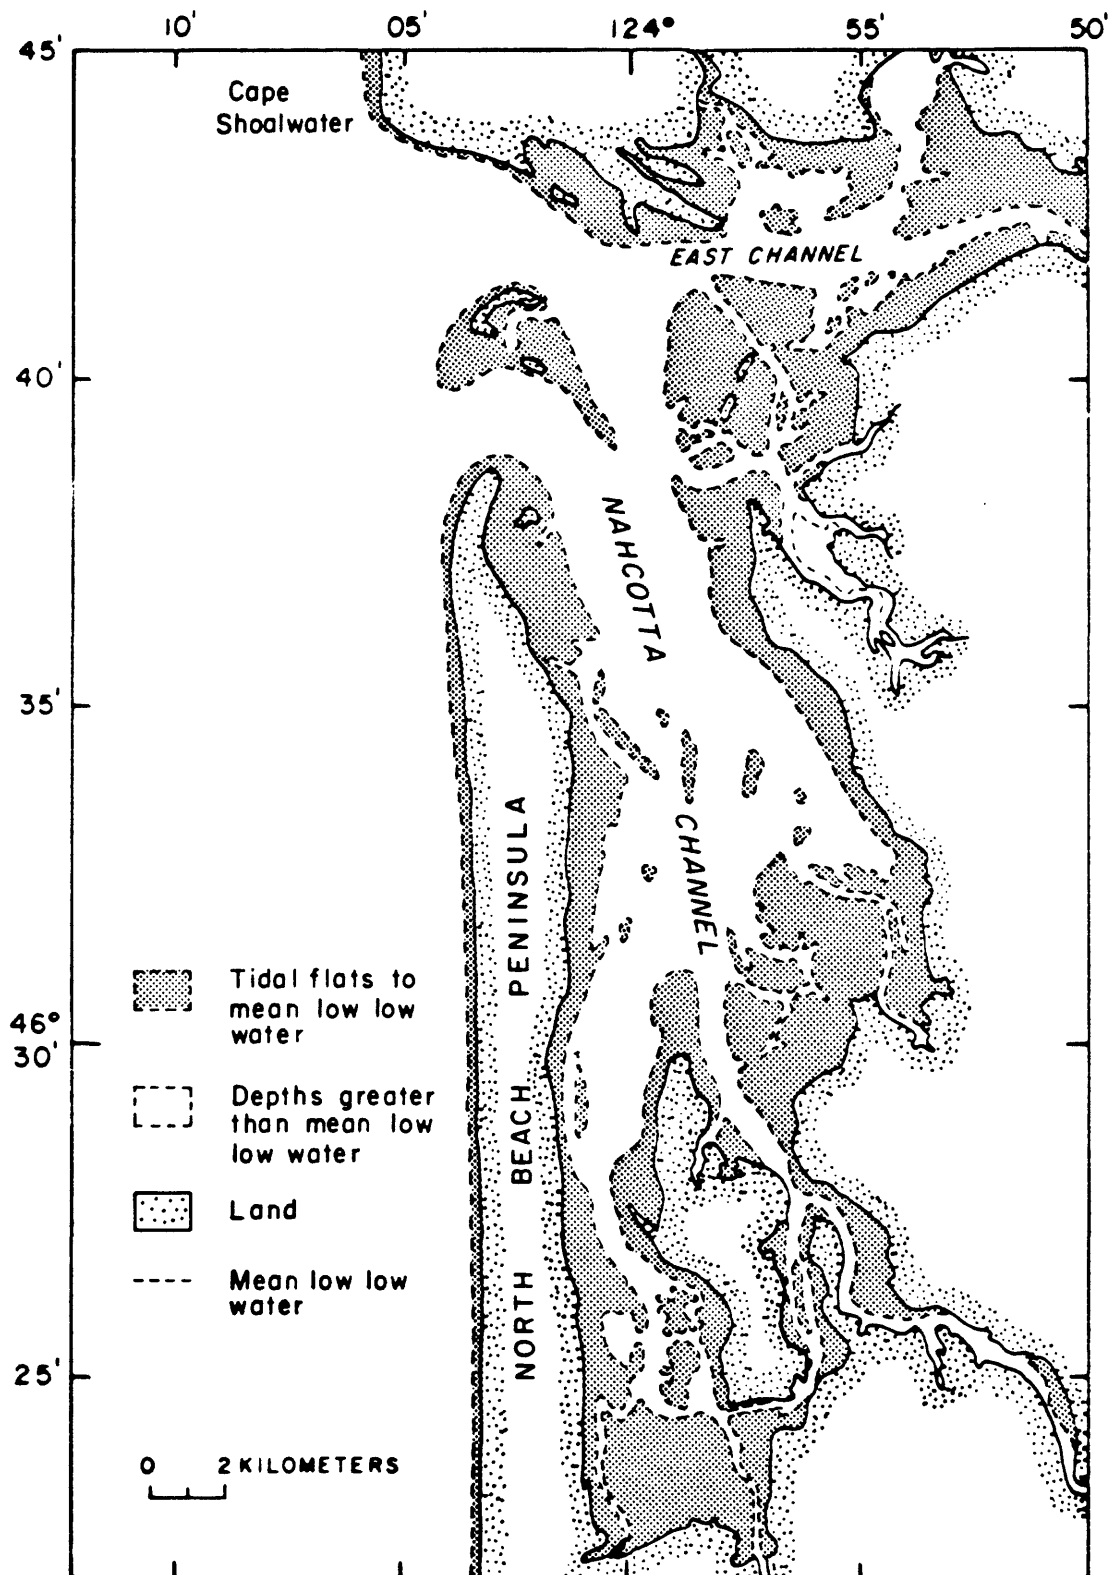 10' 05' 124° 55' 50'
45'
Cape
Shoalwater
EAST CHANNEL
40'
NAHCOTTA
35'
CHANNEL
NORTH BEACH PENINSULA
Tidal flats to
mean low low
water
46°
30'
Depths greater
than mean low
low water
Land
Mean low low
water
25'
0 2 KILOMETERS